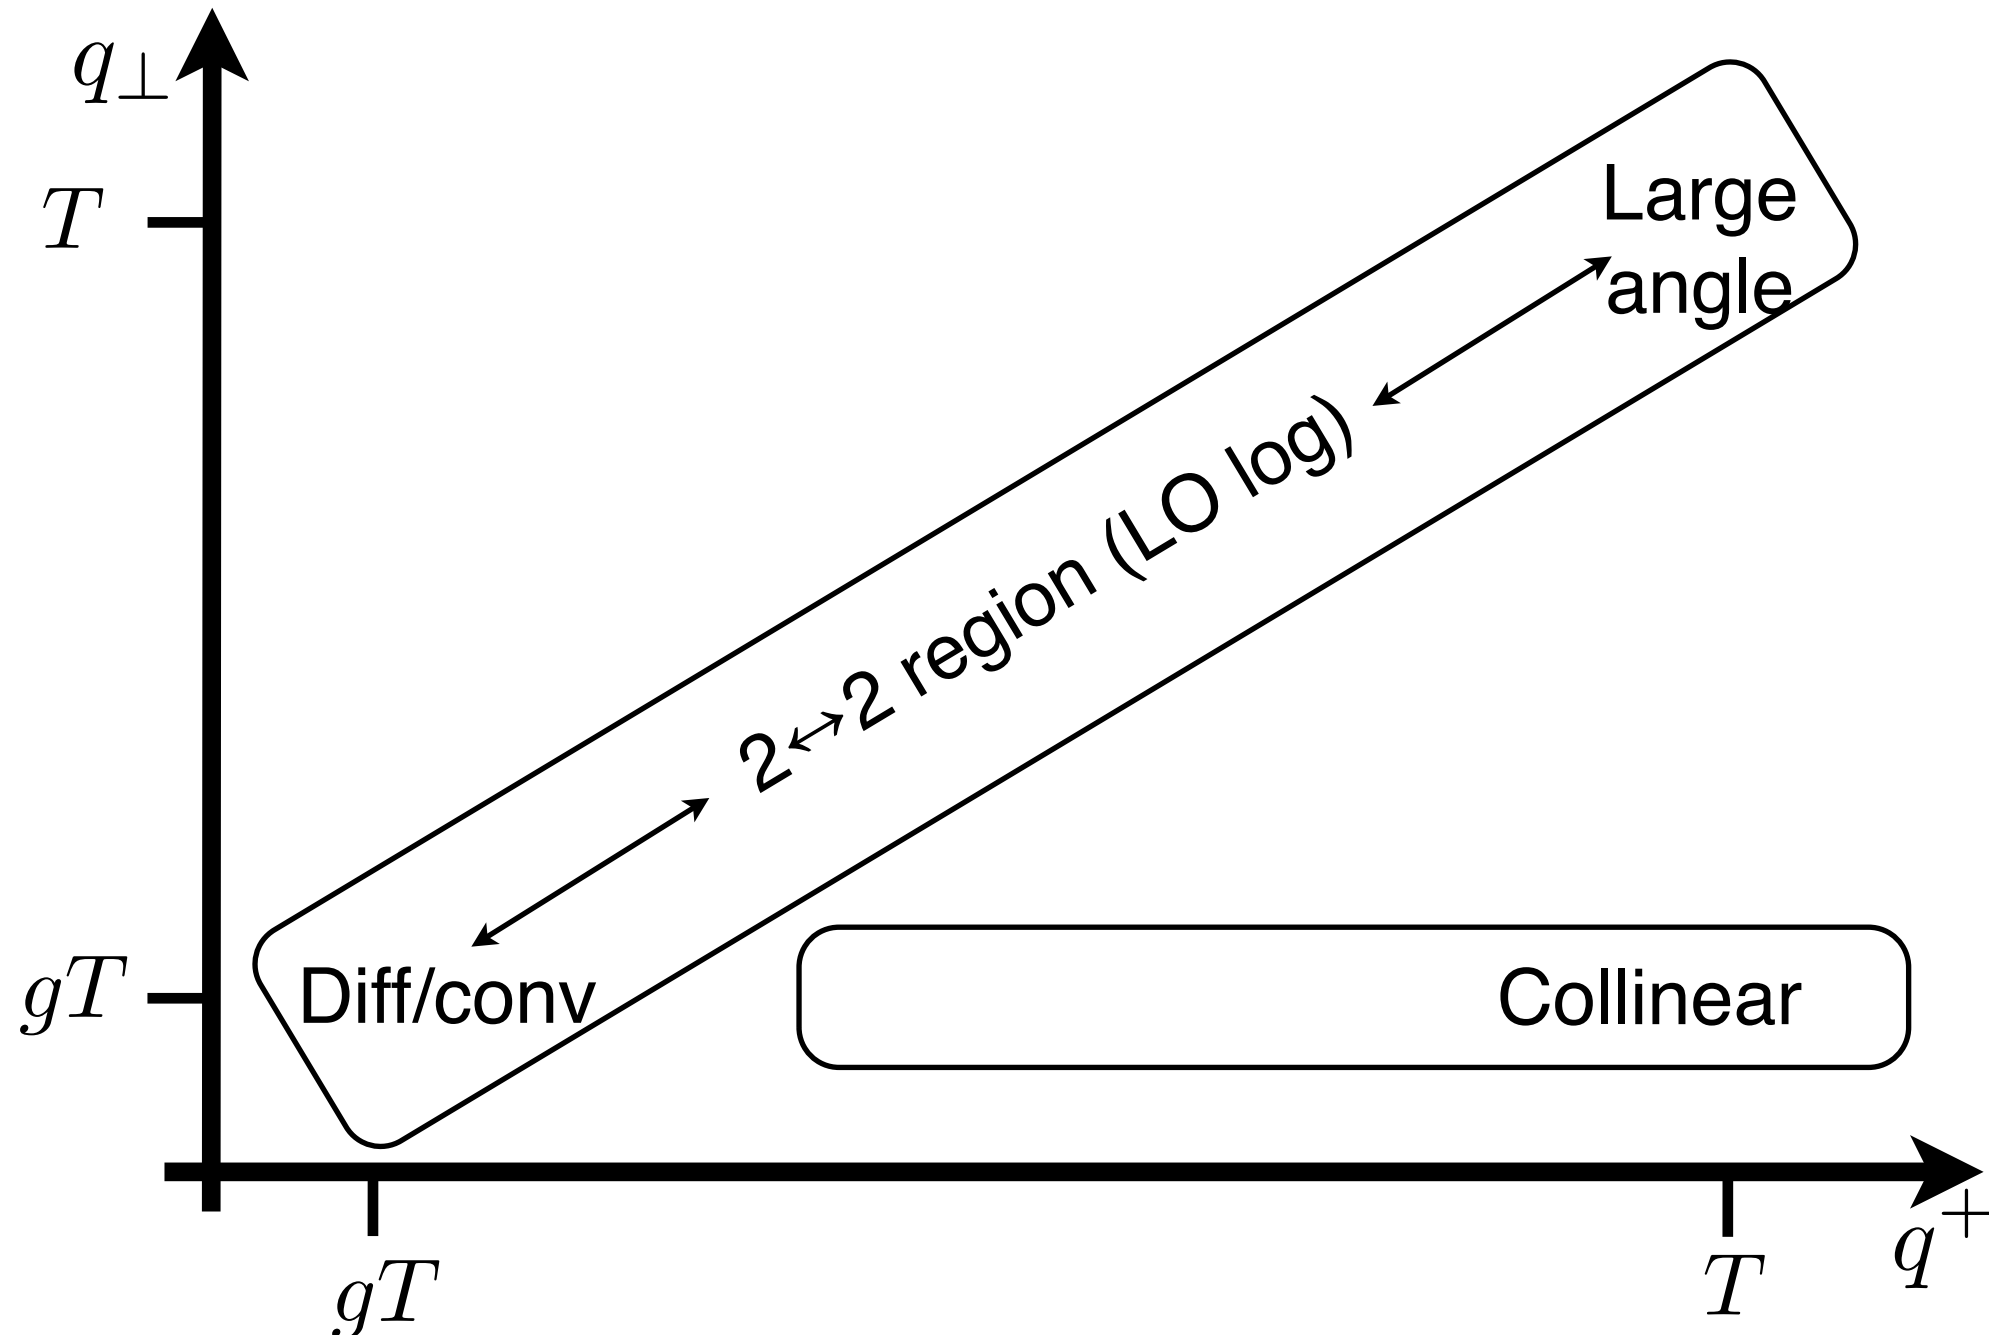 q⊥
T
Large
angle
2↔2 region (LO log)
gT
Diff/conv
Collinear
gT
T
q⁺